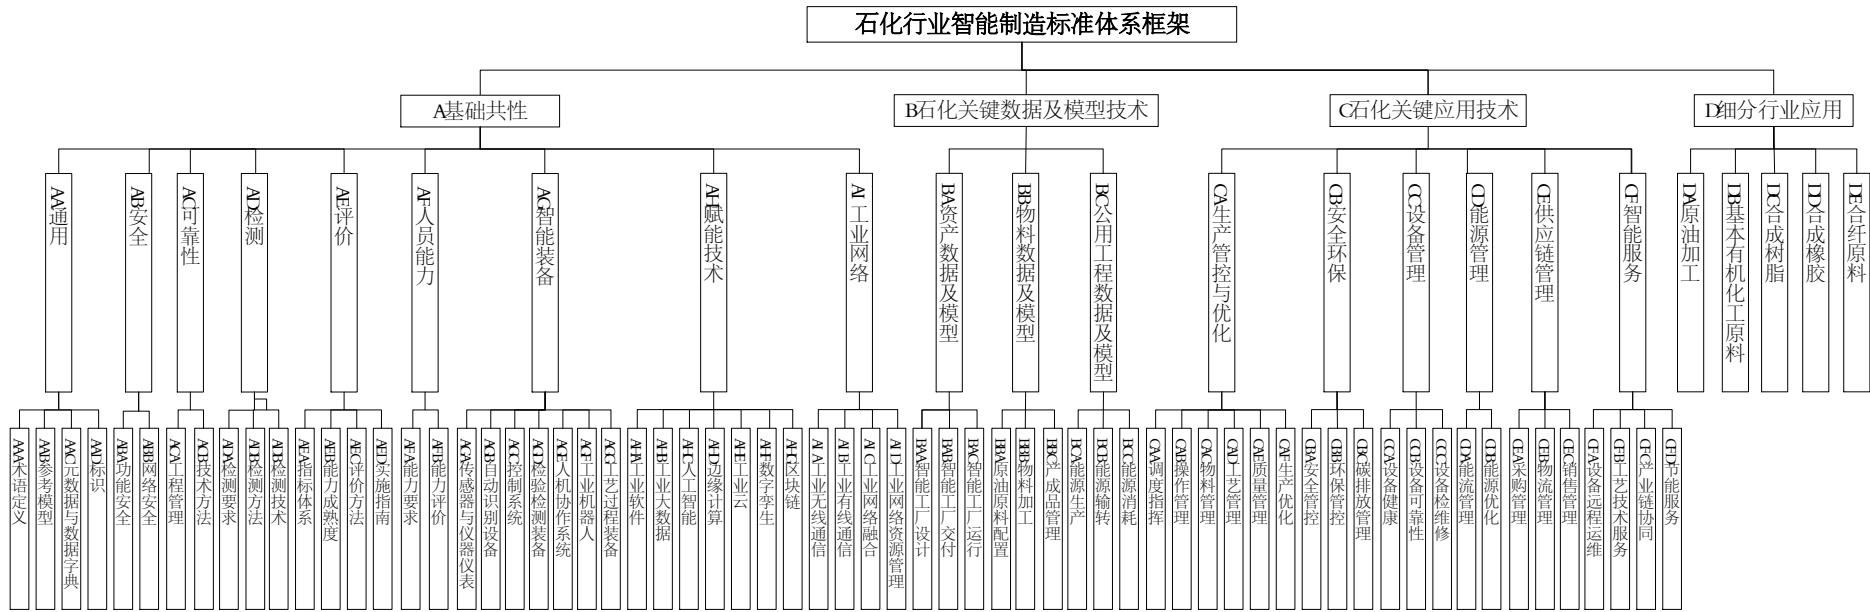 石化行业智能制造标准体系框架
A基础共性
B石化关键数据及模型技术
C石化关键应用技术
D细分行业应用
AA通用
AB安全
AC可靠性
AD检测
AE评价
AF人员能力
AG智能装备
AH赋能技术
AI工业网络
BA资产数据及模型
BB物料数据及模型
BC公用工程数据及模型
CA生产管控与优化
CB安全环保
CC设备管理
CD能源管理
CE供应链管理
CF智能服务
DA原油加工
DB基本有机化工原料
DC合成树脂
DD合成橡胶
DE合纤原料
AAA术语定义
AAB参考模型
AAC元数据与数据字典
AAD标识
ABA功能安全
ABB网络安全
ACA工程管理
ACB技术方法
ADA检测要求
ADB检测方法
ADB检测技术
AEA指标体系
AEB能力成熟度
AEC评价方法
AED实施指南
AFA能力要求
AFB能力评价
AGA传感器与仪器仪表
AGB自动识别设备
AGC控制系统
AGD检验检测装备
AGE人机协作系统
AGF工业机器人
AGG工艺过程装备
AHA工业软件
AHB工业大数据
AHC人工智能
AHD边缘计算
AHE工业云
AHF数字孪生
AHG区块链
AIA工业无线通信
AIB工业有线通信
AIC工业网络融合
AID工业网络资源管理
BAA智能工厂设计
BAB智能工厂交付
BAC智能工厂运行
BBA原油原料配置
BBB物料加工
BBC产成品管理
BCA能源生产
BCB能源输转
BCC能源消耗
CAA调度指挥
CAB操作管理
CAC物料管理
CAD工艺管理
CAE质量管理
CAF生产优化
CBA安全管控
CBB环保管控
CBC碳排放管理
CCA设备健康
CCB设备可靠性
CCC设备检维修
CDA能流管理
CDB能源优化
CEA采购管理
CEB物流管理
CEC销售管理
CFA设备远程运维
CFB工艺技术服务
CFC产业链协同
CFD节能服务